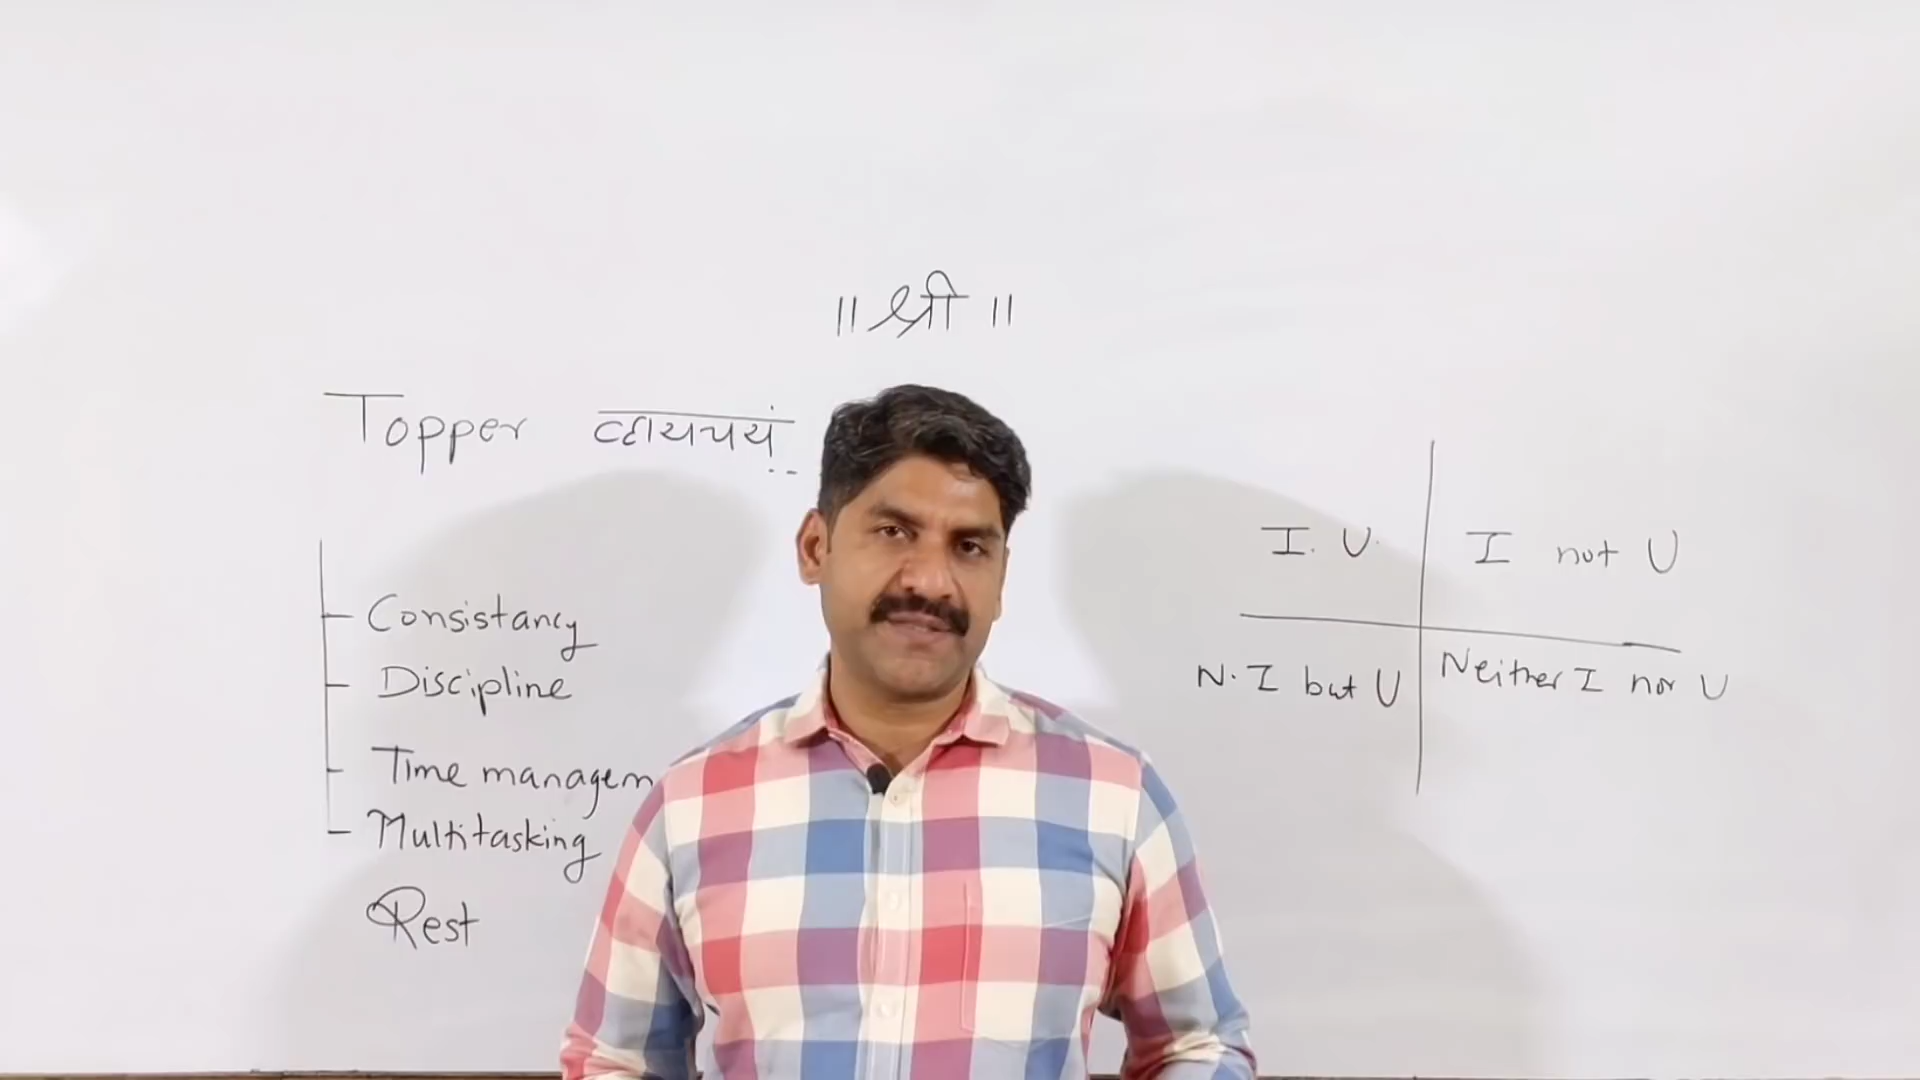 ॥ श्री ॥
Topper व्हायचयं..
Consistancy
Discipline
Time managem
Multitasking
Rest
I. U.
I not U
N. I but U
Neither I nor U